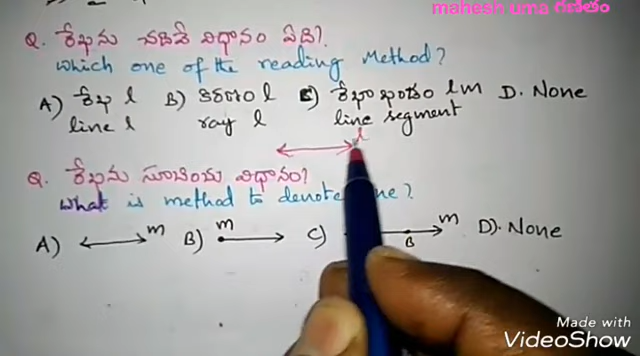 mahesh uma గణితం
Q. రేఖను చదివే విధానం ఏది?
Which one of the reading Method?
A) రేఖ l B) కిరణం l C) రేఖా ఖండం lm D. None
line l ray l line segment
l
Q. రేఖను సూచించు విధానం?
What is method to denote line?
A) m B) m C) B m D). None
Made with
VideoShow